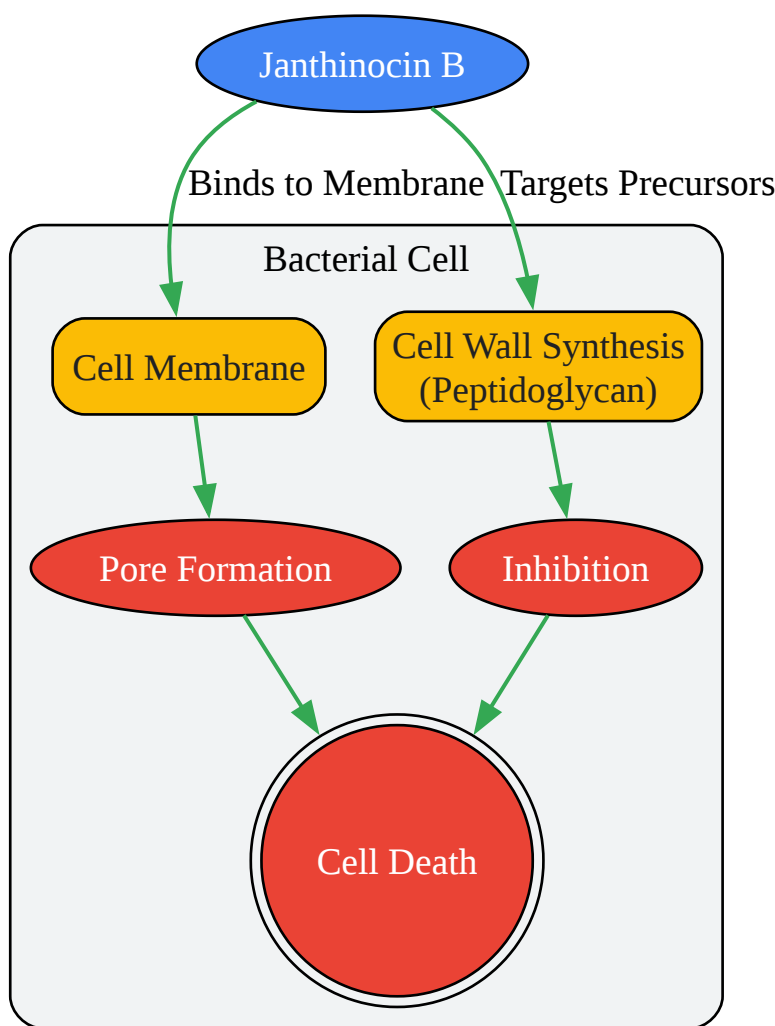 Janthinocin B
Binds to Membrane
Targets Precursors
Bacterial Cell
Cell Membrane
Cell Wall Synthesis
(Peptidoglycan)
Pore Formation
Inhibition
Cell Death